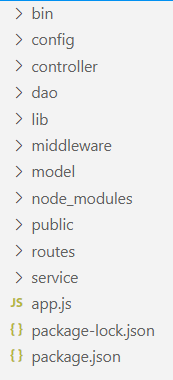 bin
config
controller
dao
lib
middleware
model
node_modules
public
routes
service
JS app.js
{ } package-lock.json
{ } package.json